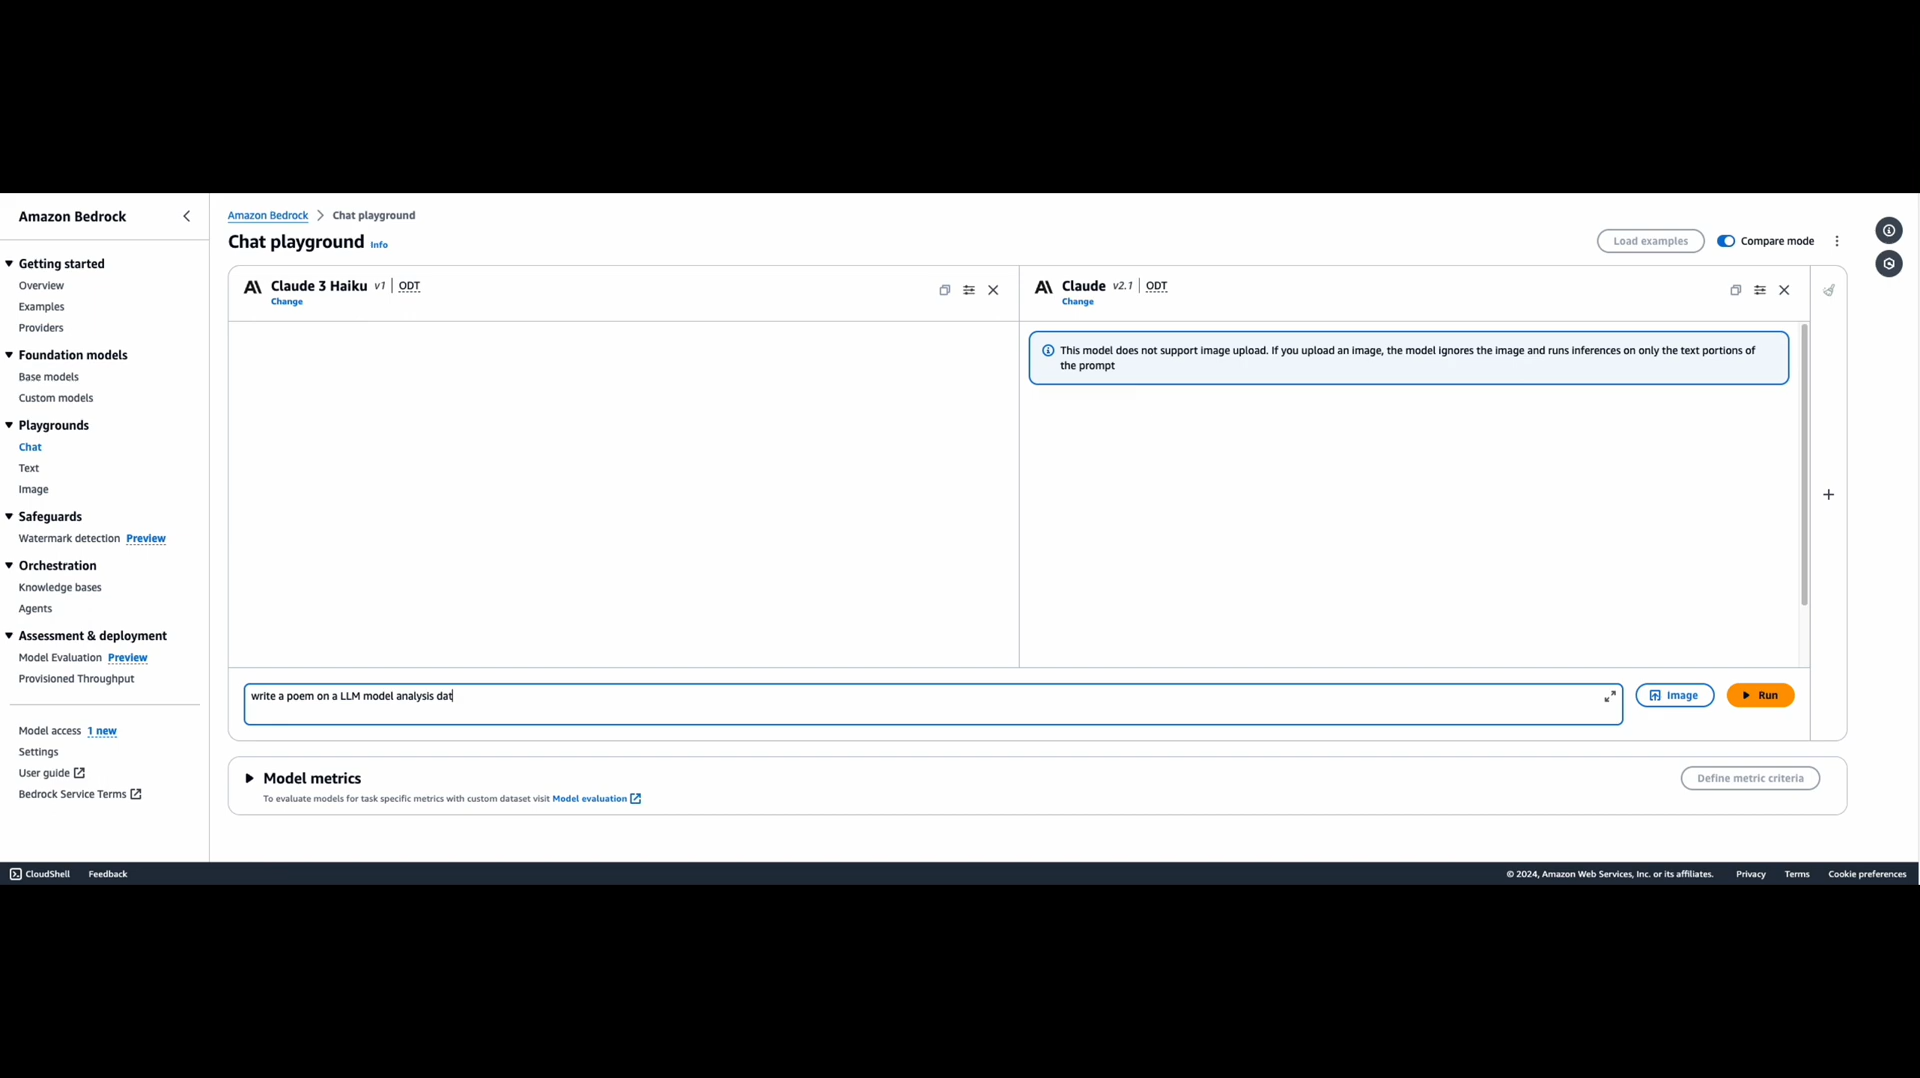 Amazon Bedrock
Getting started
Overview
Examples
Providers
Foundation models
Base models
Custom models
Playgrounds
Chat
Text
Image
Safeguards
Watermark detection Preview
Orchestration
Knowledge bases
Agents
Assessment & deployment
Model Evaluation Preview
Provisioned Throughput
Model access 1 new
Settings
User guide
Bedrock Service Terms
Amazon Bedrock > Chat playground
Chat playground Info
Load examples
Compare mode
Claude 3 Haiku v1 | ODT
Change
Claude v2.1 | ODT
Change
This model does not support image upload. If you upload an image, the model ignores the image and runs inferences on only the text portions of
the prompt
write a poem on a LLM model analysis dat
Image
Run
Model metrics
Define metric criteria
To evaluate models for task specific metrics with custom dataset visit Model evaluation
CloudShell Feedback
© 2024, Amazon Web Services, Inc. or its affiliates. Privacy Terms Cookie preferences